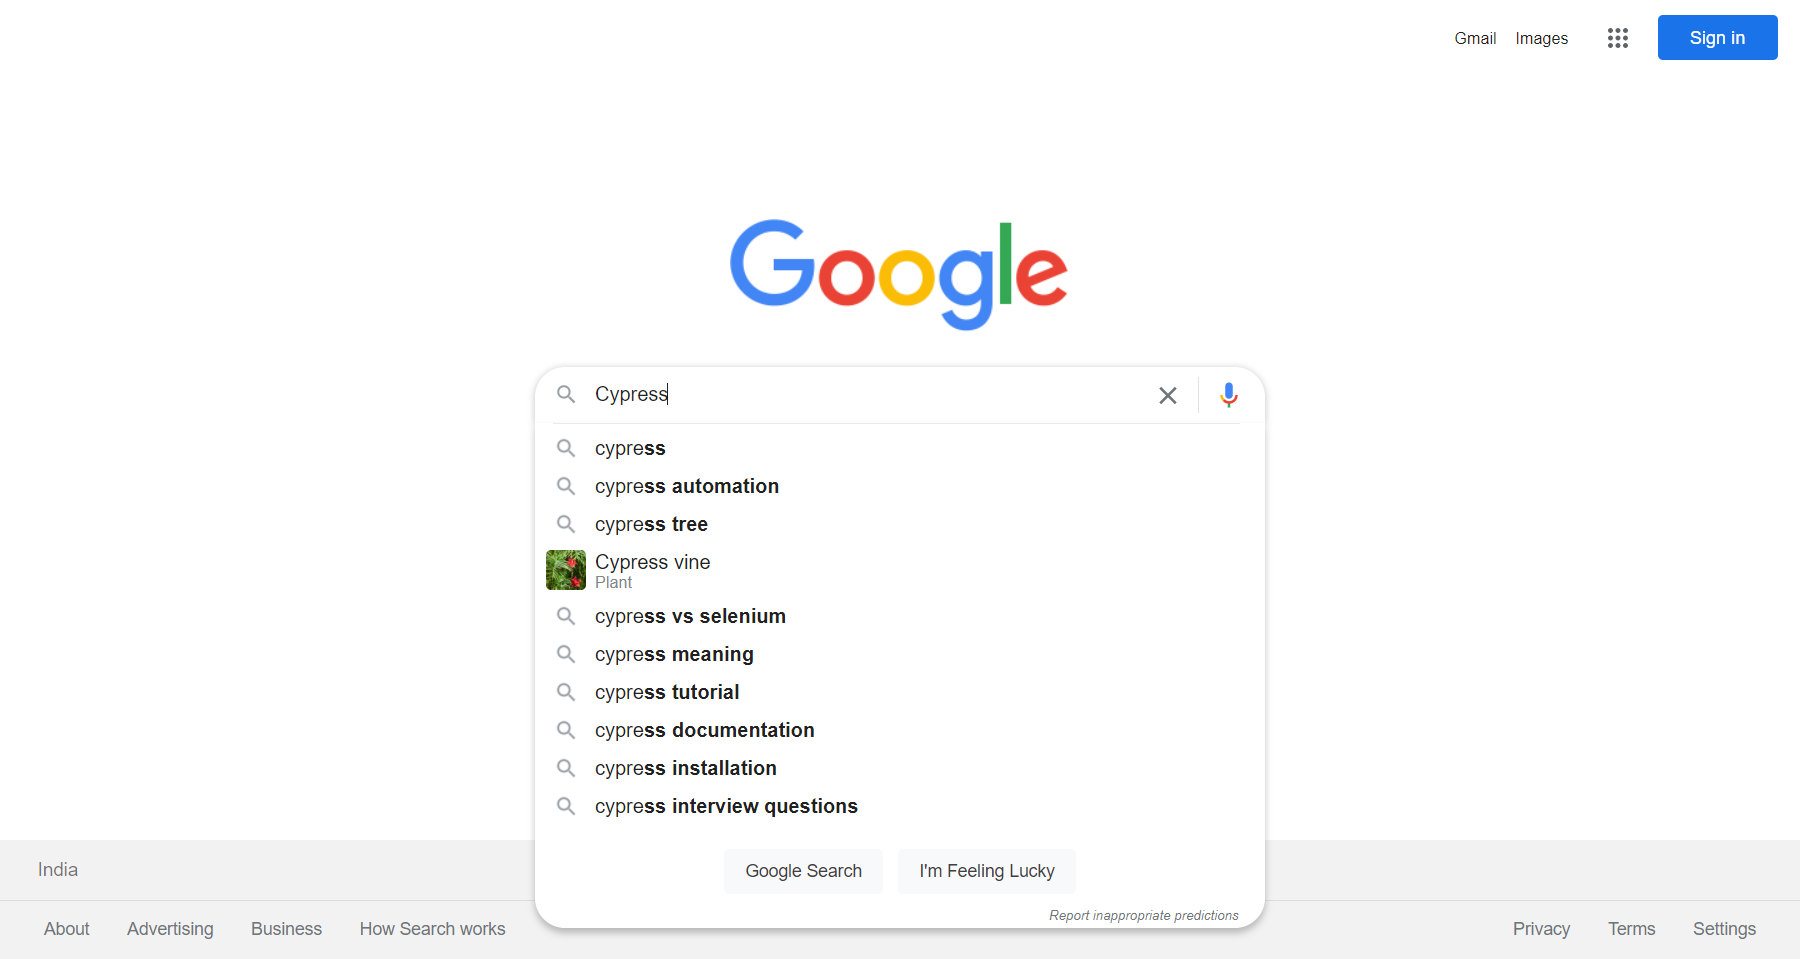 Gmail Images Sign in
Google
Cypress
cypress
cypress automation
cypress tree
Cypress vine
Plant
cypress vs selenium
cypress meaning
cypress tutorial
cypress documentation
cypress installation
cypress interview questions
Google Search I'm Feeling Lucky
Report inappropriate predictions
India
About Advertising Business How Search works Privacy Terms Settings